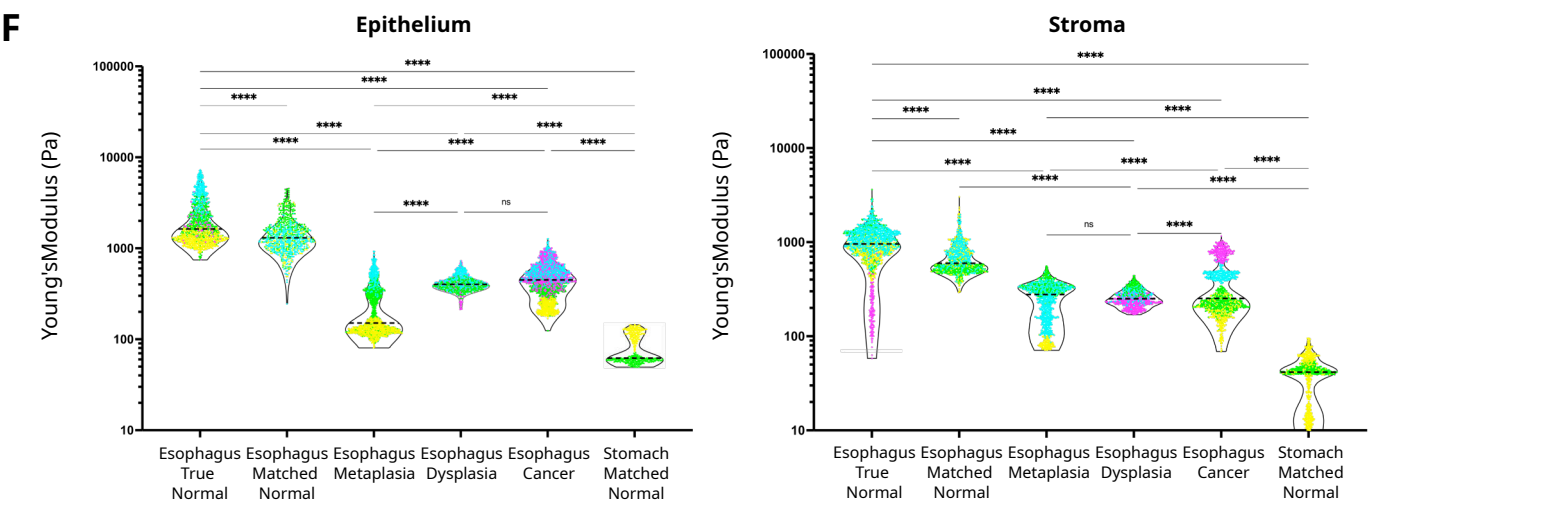 F
Epithelium
Young'sModulus (Pa)
100000
10000
1000
100
10
****
****
**** ****
**** ****
**** **** ****
**** ns
Esophagus Esophagus Esophagus Esophagus Esophagus Stomach
True Matched Metaplasia Dysplasia Cancer Matched
Normal Normal Normal
Stroma
Young'sModulus (Pa)
100000
10000
1000
100
10
****
****
**** ****
****
**** **** ****
**** ****
ns ****
Esophagus Esophagus Esophagus Esophagus Esophagus Stomach
True Matched Metaplasia Dysplasia Cancer Matched
Normal Normal Normal